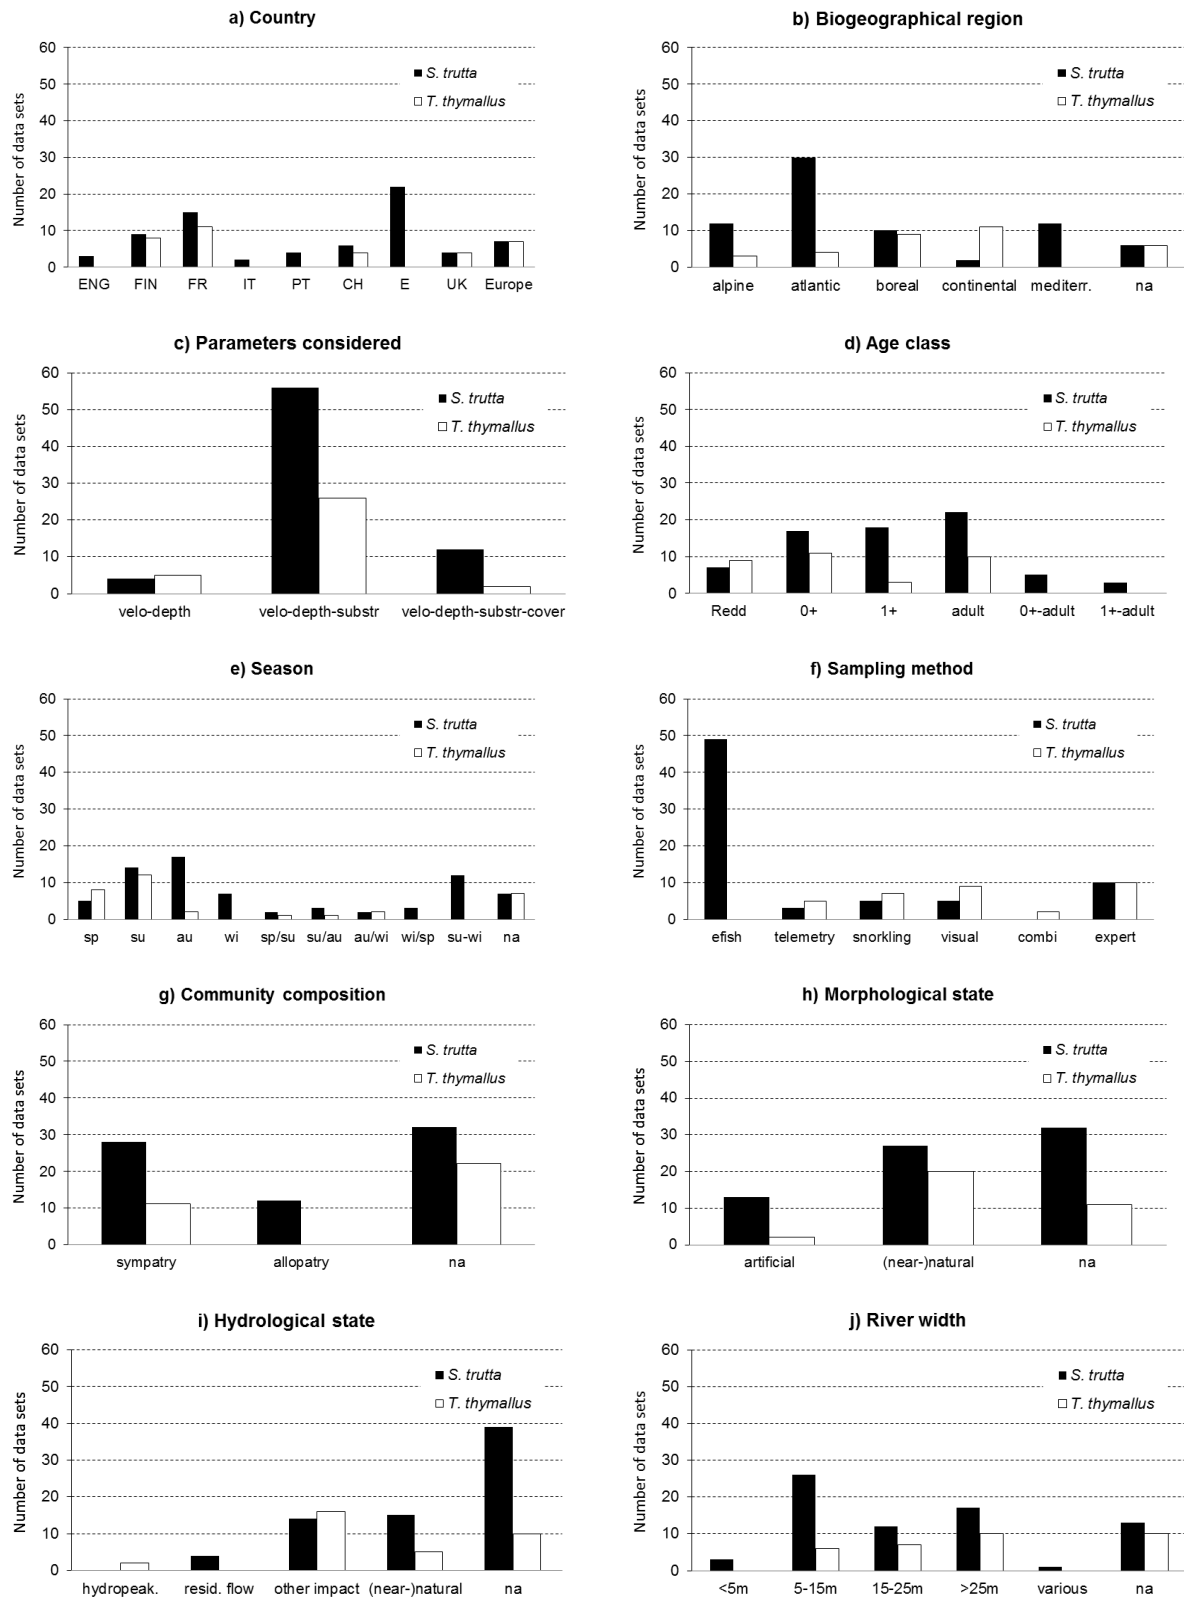 a) Country
60
50
40
30
20
10
0
Number of data sets
S. trutta
T. thymallus
ENG FIN FR IT PT CH E UK Europe
b) Biogeographical region
60
50
40
30
20
10
0
Number of data sets
S. trutta
T. thymallus
alpine atlantic boreal continental mediterr. na
c) Parameters considered
60
50
40
30
20
10
0
Number of data sets
S. trutta
T. thymallus
velo-depth velo-depth-substr velo-depth-substr-cover
d) Age class
60
50
40
30
20
10
0
Number of data sets
S. trutta
T. thymallus
Redd 0+ 1+ adult 0+-adult 1+-adult
e) Season
60
50
40
30
20
10
0
Number of data sets
S. trutta
T. thymallus
sp su au wi sp/su su/au au/wi wi/sp su-wi na
f) Sampling method
60
50
40
30
20
10
0
Number of data sets
S. trutta
T. thymallus
efish telemetry snorkling visual combi expert
g) Community composition
60
50
40
30
20
10
0
Number of data sets
S. trutta
T. thymallus
sympatry allopatry na
h) Morphological state
60
50
40
30
20
10
0
Number of data sets
S. trutta
T. thymallus
artificial (near-)natural na
i) Hydrological state
60
50
40
30
20
10
0
Number of data sets
S. trutta
T. thymallus
hydropeak. resid. flow other impact (near-)natural na
j) River width
60
50
40
30
20
10
0
Number of data sets
S. trutta
T. thymallus
<5m 5-15m 15-25m >25m various na